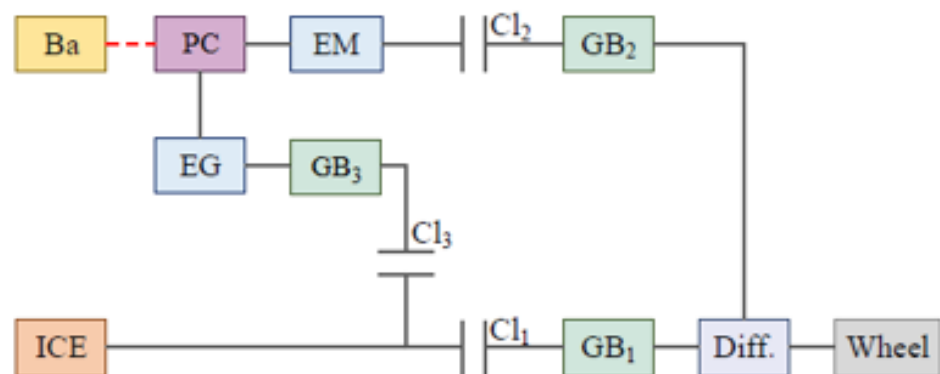 Ba PC EM Cl₂ GB₂
EG GB₃
Cl₃
ICE Cl₁ GB₁ Diff. Wheel